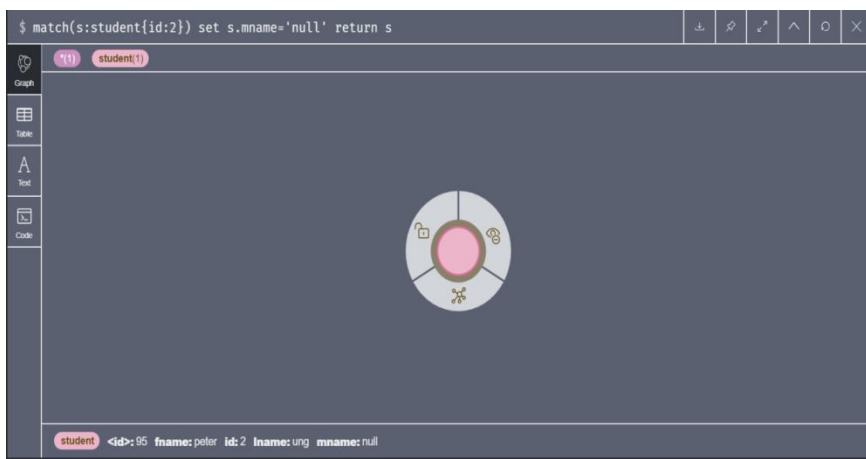 $ match(s:student{id:2}) set s.mname='null' return s
*(1) student(1)
Graph
Table
A
Text
Code
student <id>: 95 fname: peter id: 2 lname: ung mname: null